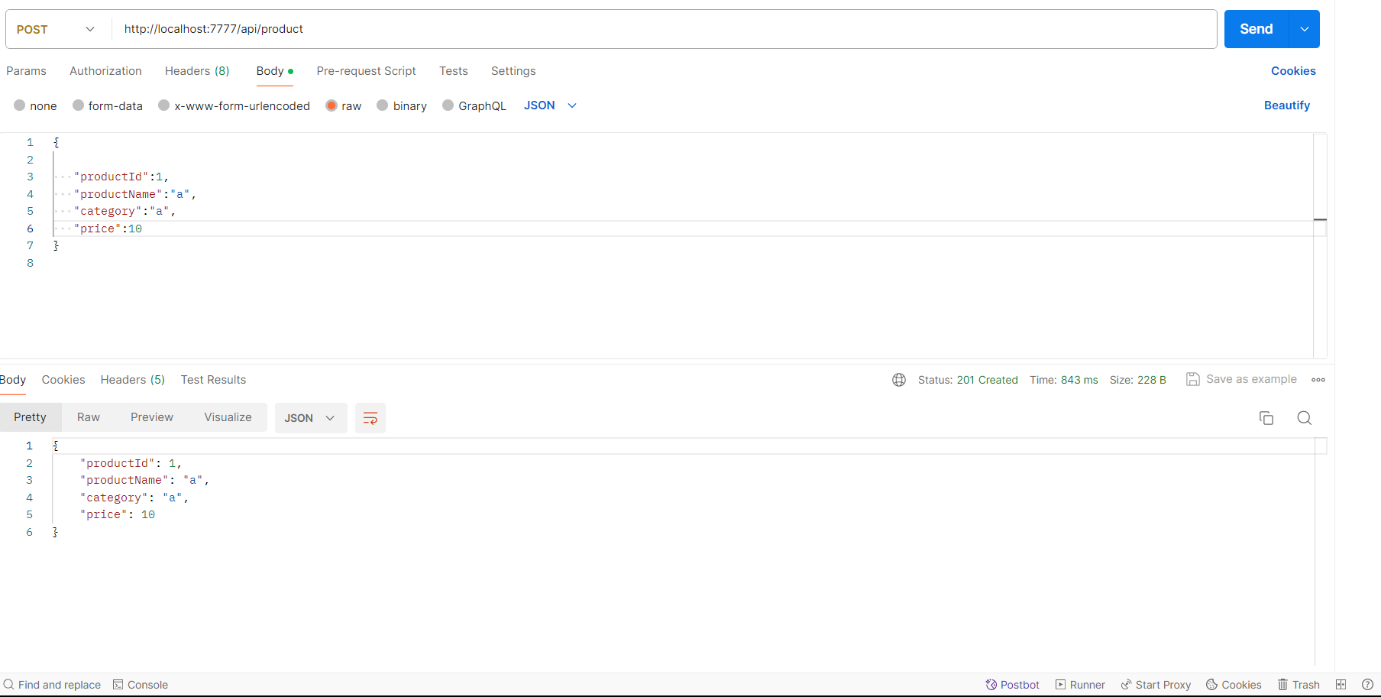 POST http://localhost:7777/api/product Send
Params Authorization Headers (8) Body Pre-request Script Tests Settings Cookies
none form-data x-www-form-urlencoded raw binary GraphQL JSON Beautify
1 {
2
3 "productId":1,
4 "productName":"a",
5 "category":"a",
6 "price":10
7 }
8
Body Cookies Headers (5) Test Results Status: 201 Created Time: 843 ms Size: 228 B Save as example
Pretty Raw Preview Visualize JSON
1 {
2 "productId": 1,
3 "productName": "a",
4 "category": "a",
5 "price": 10
6 }
Find and replace Console Postbot Runner Start Proxy Cookies Trash